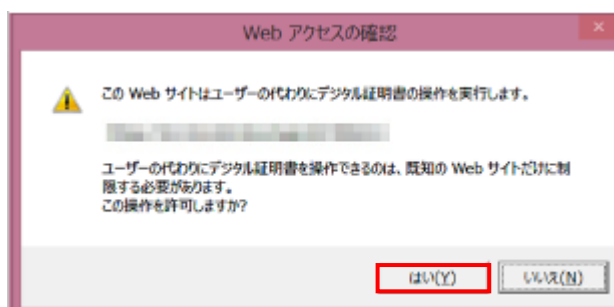 Web アクセスの確認
この Web サイトはユーザーの代わりにデジタル証明書の操作を実行します。
ユーザーの代わりにデジタル証明書を操作できるのは、既知の Web サイトだけに制
限する必要があります。
この操作を許可しますか?
はい(Y)
いいえ(N)